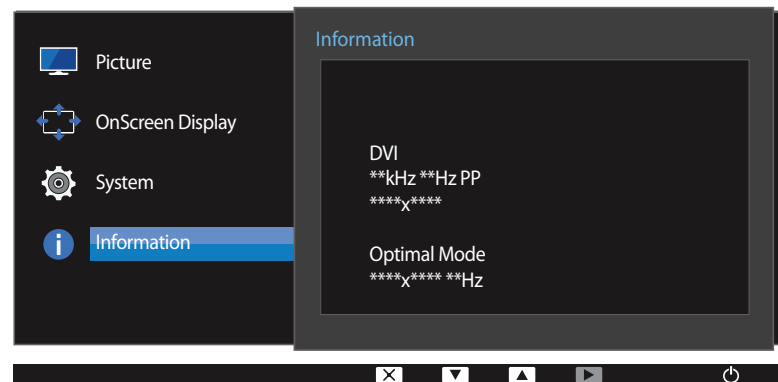 Picture
OnScreen Display
System
Information
Information
DVI
**kHz **Hz PP
****x****
Optimal Mode
****x**** **Hz